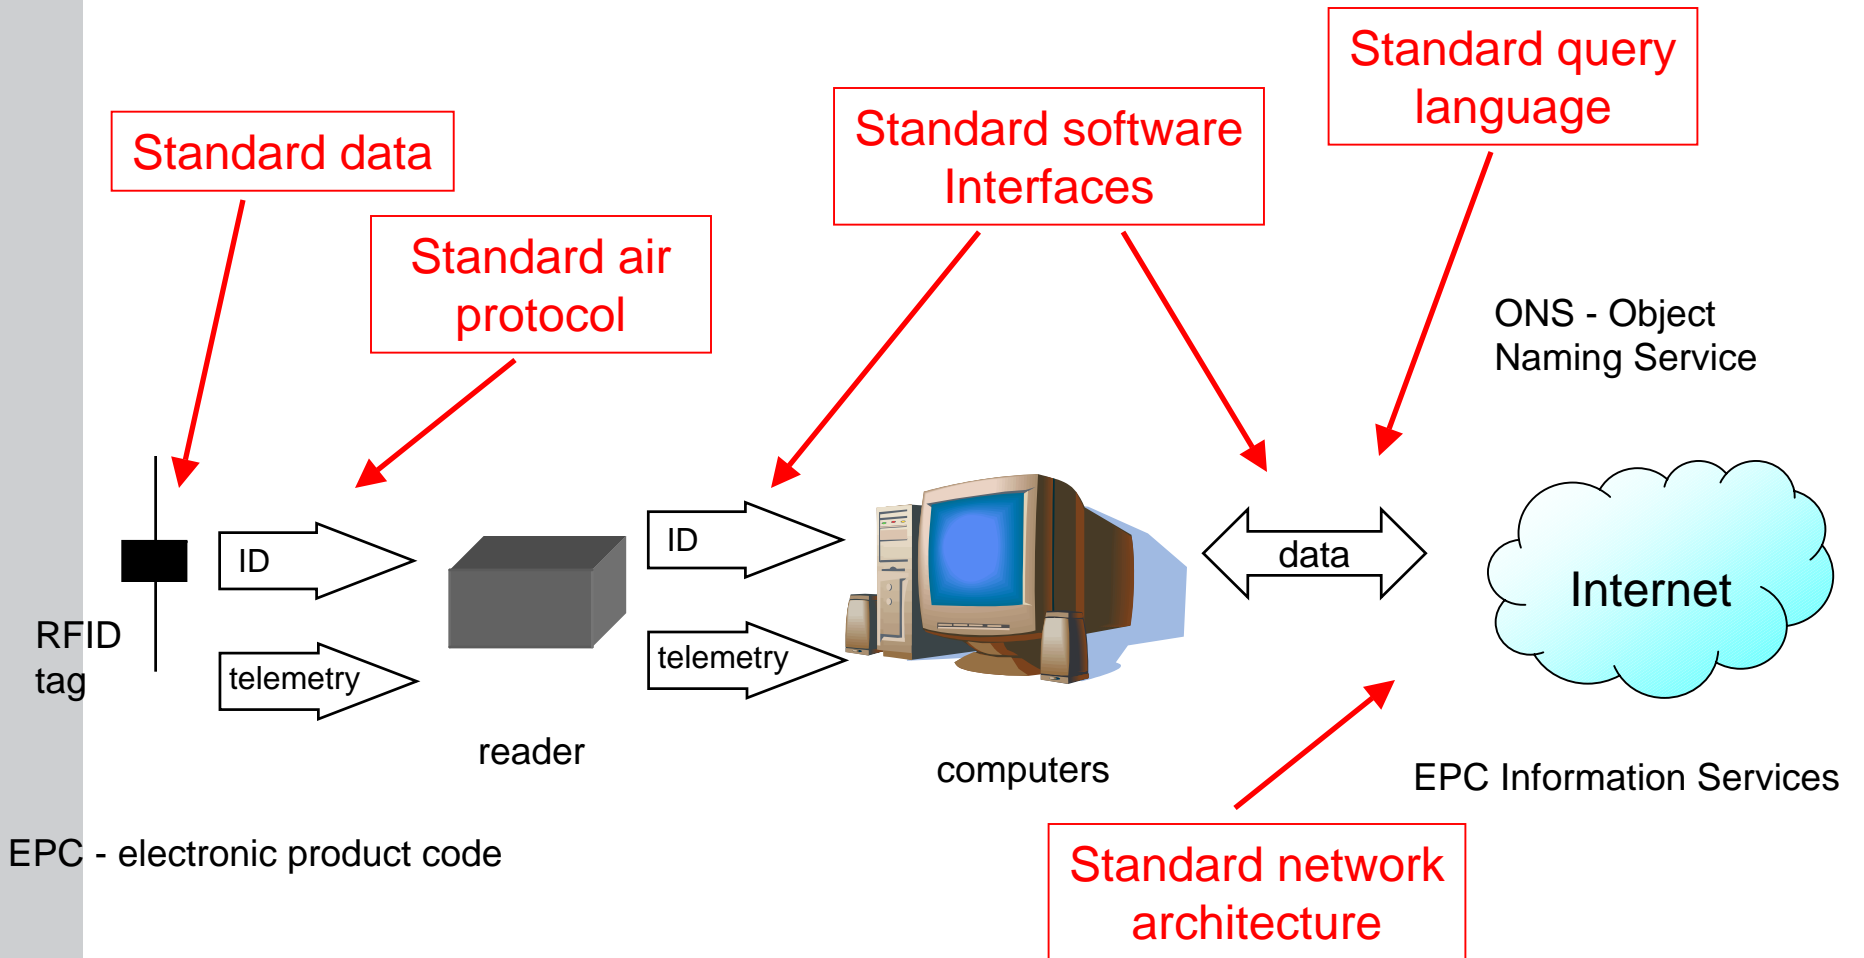 Standard query
language
Standard data
Standard software
Interfaces
Standard air
protocol
ONS - Object
Naming Service
ID
telemetry
RFID
tag
reader
ID
telemetry
computers
data
Internet
EPC Information Services
EPC - electronic product code
Standard network
architecture